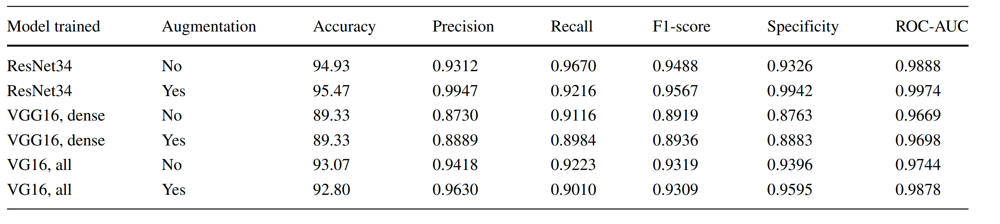 Model trained Augmentation Accuracy Precision Recall F1-score Specificity ROC-AUC
ResNet34 No 94.93 0.9312 0.9670 0.9488 0.9326 0.9888
ResNet34 Yes 95.47 0.9947 0.9216 0.9567 0.9942 0.9974
VGG16, dense No 89.33 0.8730 0.9116 0.8919 0.8763 0.9669
VGG16, dense Yes 89.33 0.8889 0.8984 0.8936 0.8883 0.9698
VG16, all No 93.07 0.9418 0.9223 0.9319 0.9396 0.9744
VG16, all Yes 92.80 0.9630 0.9010 0.9309 0.9595 0.9878